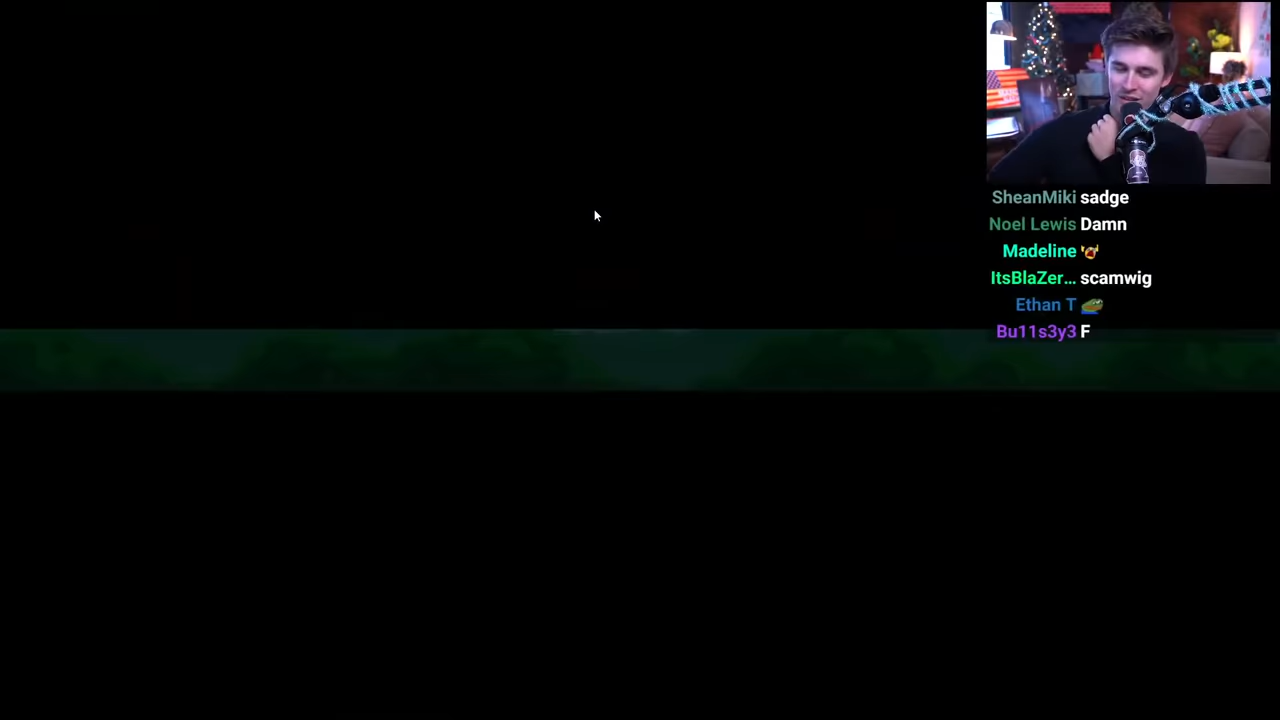 SheanMiki sadge
Noel Lewis Damn
Madeline
ItsBlaZer… scamwig
Ethan T
Bu11s3y3 F